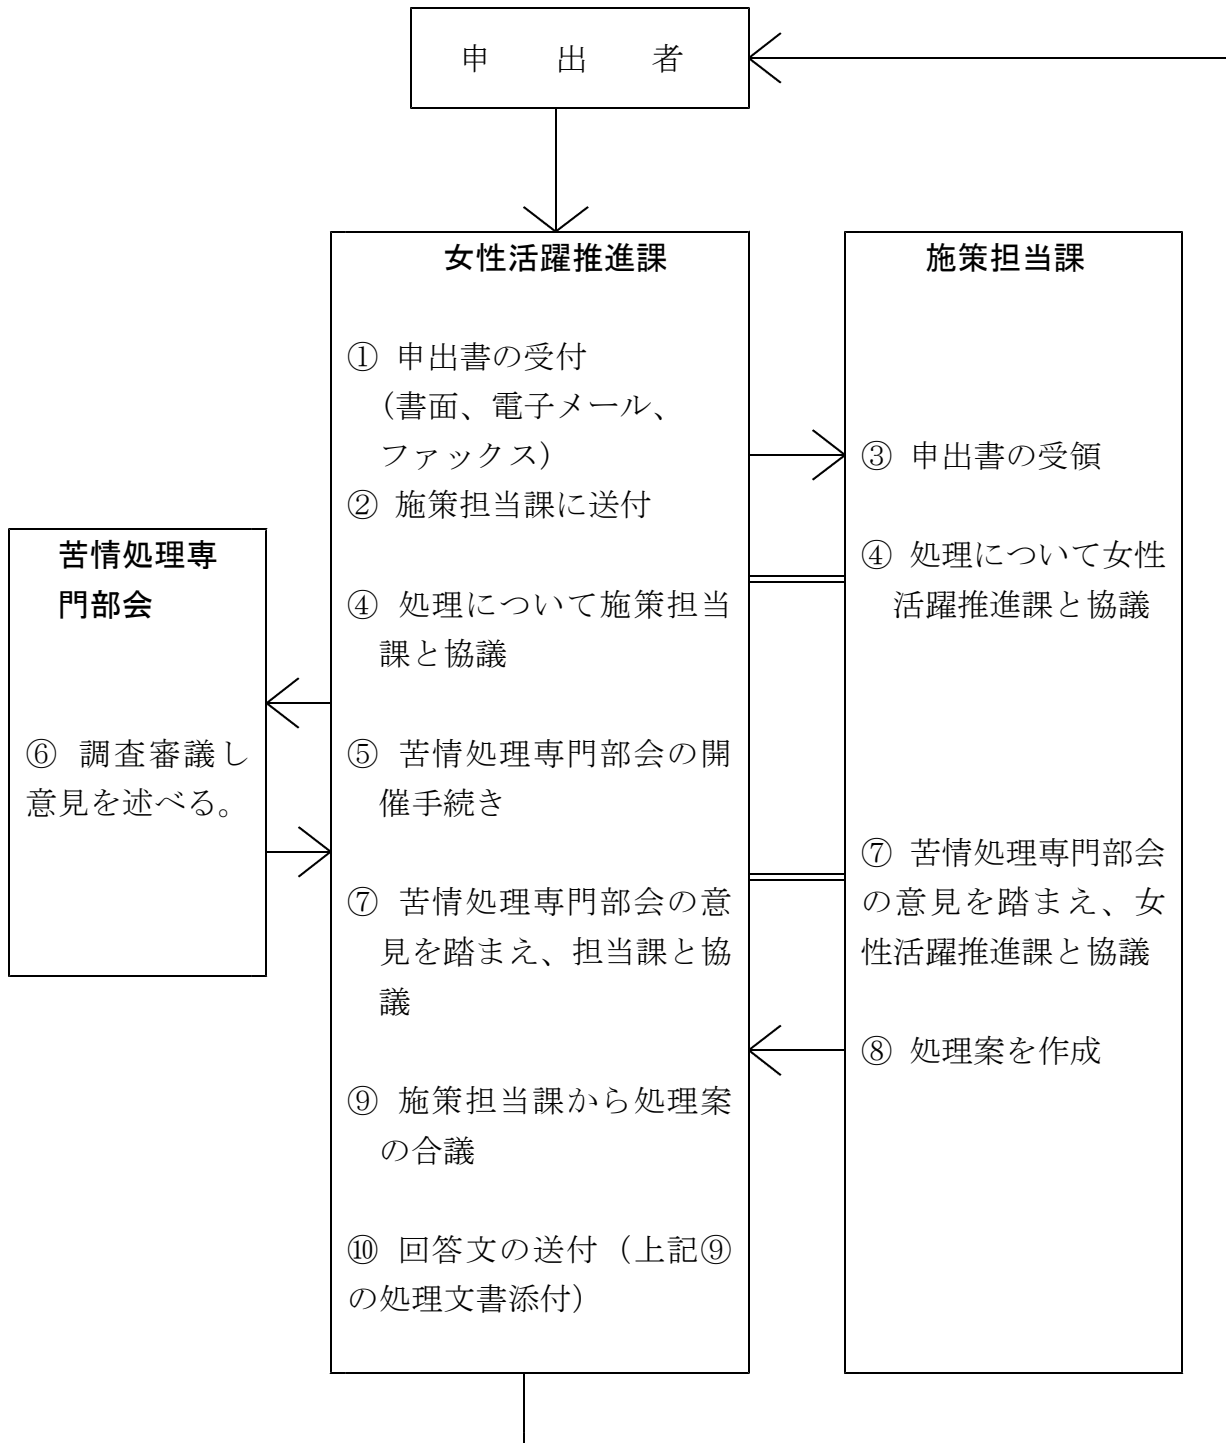 申　出　者
女性活躍推進課
① 申出書の受付
（書面、電子メール、
ファックス）
② 施策担当課に送付
④ 処理について施策担当
課と協議
⑤ 苦情処理専門部会の開
催手続き
⑦ 苦情処理専門部会の意
見を踏まえ、担当課と協
議
⑨ 施策担当課から処理案
の合議
⑩ 回答文の送付（上記⑨
の処理文書添付）
施策担当課
③ 申出書の受領
④ 処理について女性
活躍推進課と協議
⑦ 苦情処理専門部会
の意見を踏まえ、女
性活躍推進課と協議
⑧ 処理案を作成
苦情処理専
門部会
⑥ 調査審議し
意見を述べる。